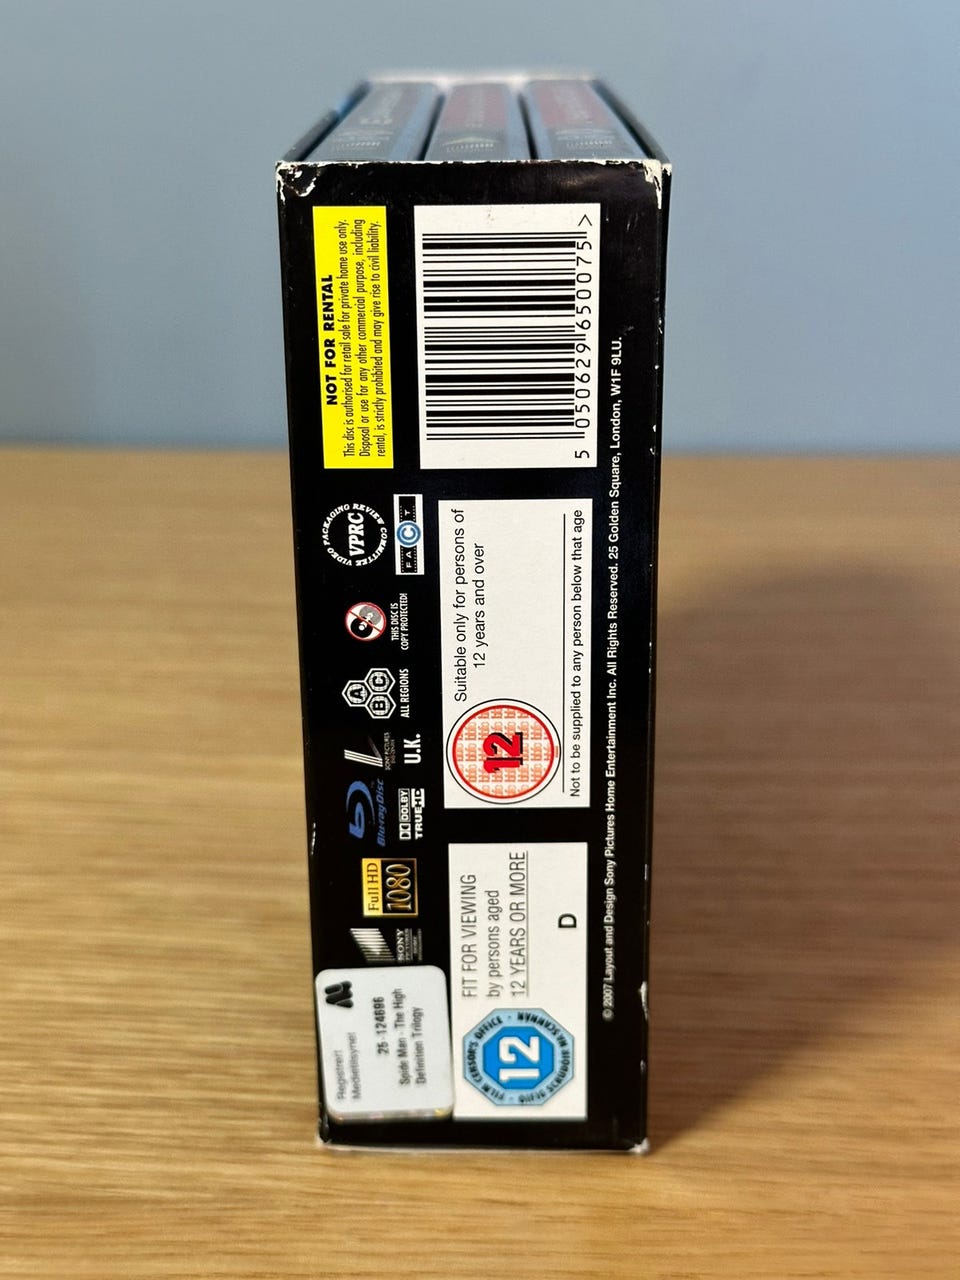 NOT FOR RENTAL
This disc is authorised for retail sale for private home use only.
Disposal or use for any other commercial purpose, including
rental, is strictly prohibited and may give rise to civil liability.
5 050629 650075 >
VIDEO PACKAGING REVIEW COMMITTEE
VPRC
FACT
THIS DISC IS
COPY PROTECTED!
A
B C
ALL REGIONS
SONY PICTURES
U.K.
Blu-ray Disc
DOLBY
TRUEHD
Full HD
1080
SONY
PICTURES
HOME
Suitable only for persons of
12 years and over
Not to be supplied to any person below that age
12
FIT FOR VIEWING
by persons aged
12 YEARS OR MORE
D
12
FILM CENSOR'S OFFICE
© 2007 Layout and Design Sony Pictures Home Entertainment Inc. All Rights Reserved. 25 Golden Square, London, W1F 9LU.
Registrert
Medietilsynet
25-124696
Spider Man - The High
Definition Trilogy